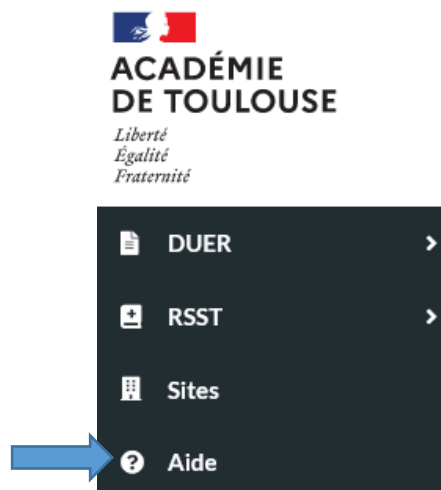 ACADÉMIE
DE TOULOUSE
Liberté
Égalité
Fraternité
DUER
RSST
Sites
Aide